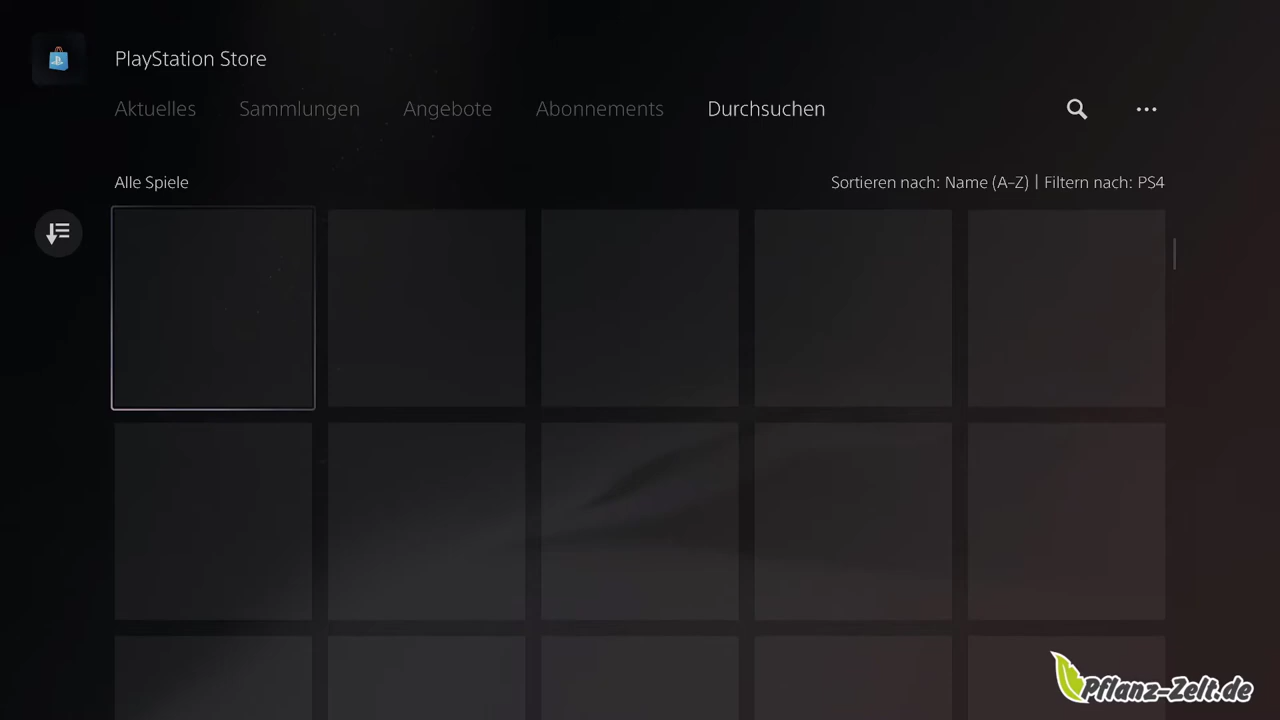 PlayStation Store
Aktuelles Sammlungen Angebote Abonnements Durchsuchen
Alle Spiele Sortieren nach: Name (A-Z) | Filtern nach: PS4
Pflanz-Zelt.de